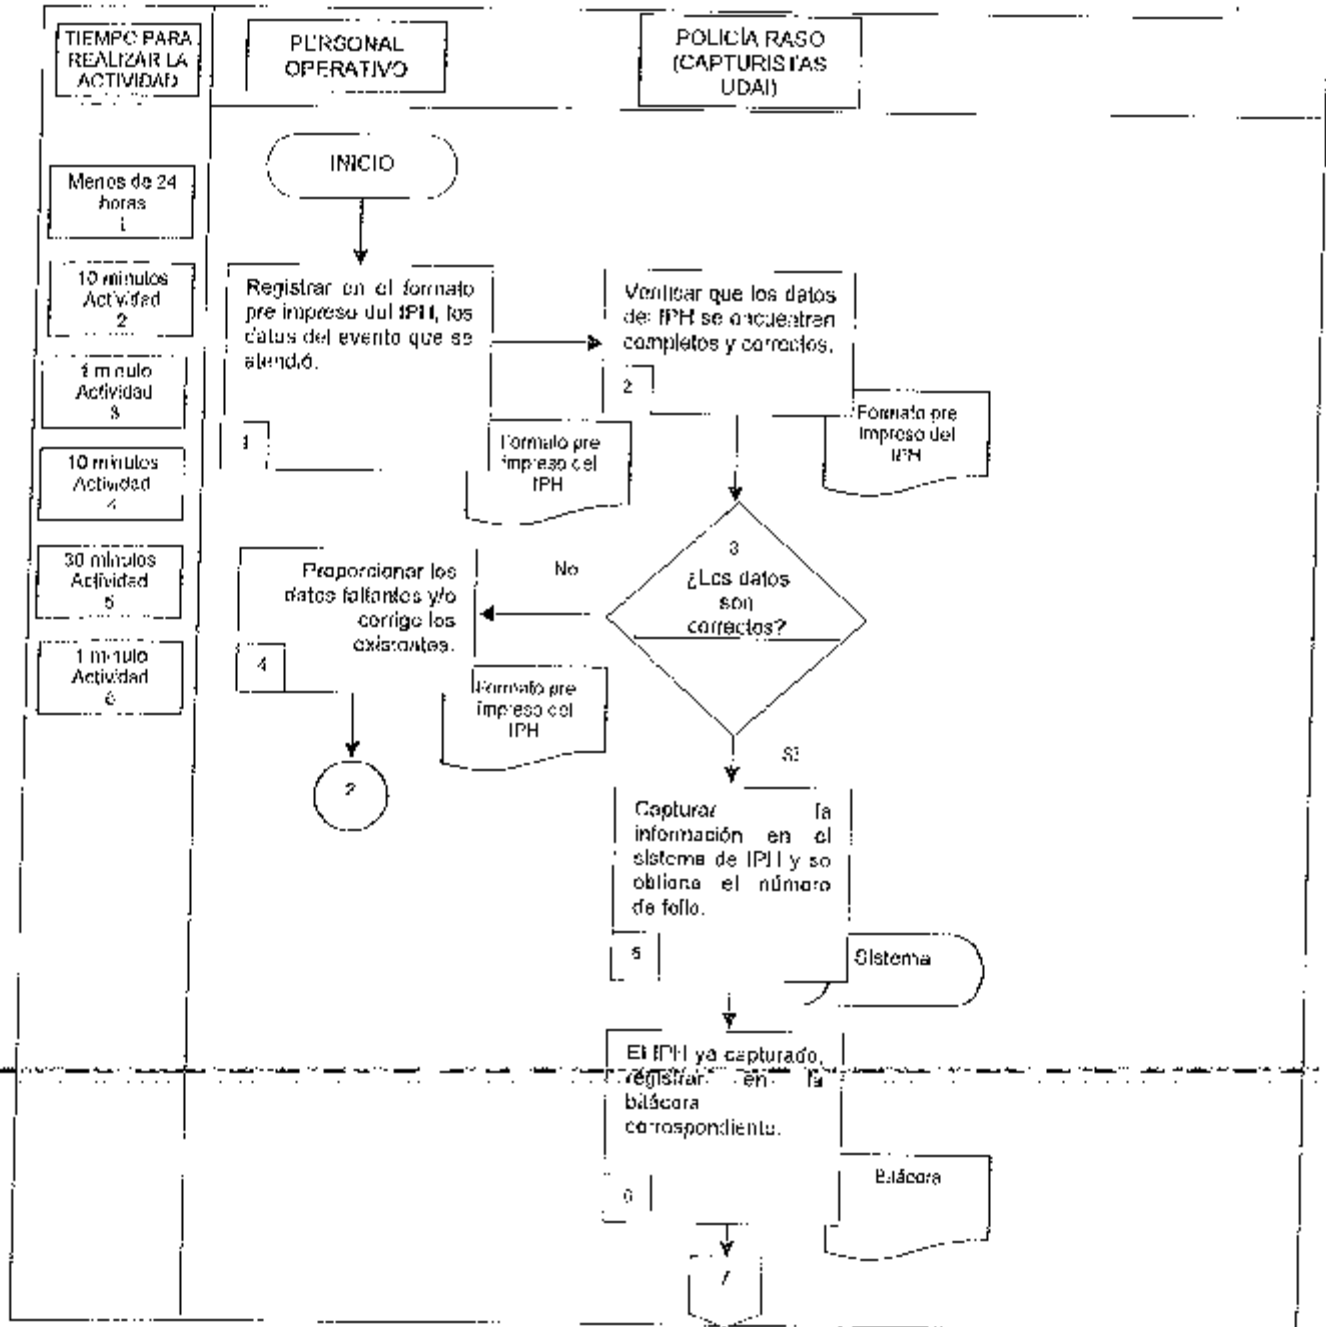 TIEMPO PARA
REALIZAR LA
ACTIVIDAD
PERSONAL
OPERATIVO
POLICÍA RASO
(CAPTURISTAS
UDAI)
INICIO
Menos de 24
horas
1
10 minutos
Actividad
2
1 minuto
Actividad
3
10 minutos
Actividad
4
30 minutos
Actividad
5
1 minuto
Actividad
6
Registrar en el formato
pre impreso del IPH, los
datos del evento que se
atendió.
1
Formato pre
impreso del
IPH
Verificar que los datos
del IPH se encuentren
completos y correctos.
2
Formato pre
impreso del
IPH
3
¿Los datos
son
correctos?
No
Proporcionar los
datos faltantes y/o
corrige los
existentes.
4
Formato pre
impreso del
IPH
2
Si
Capturar la
información en el
sistema de IPH y se
obtiene el número
de folio.
5
Sistema
El IPH ya capturado,
registrar en la
bitácora
correspondiente.
6
Bitácora
7